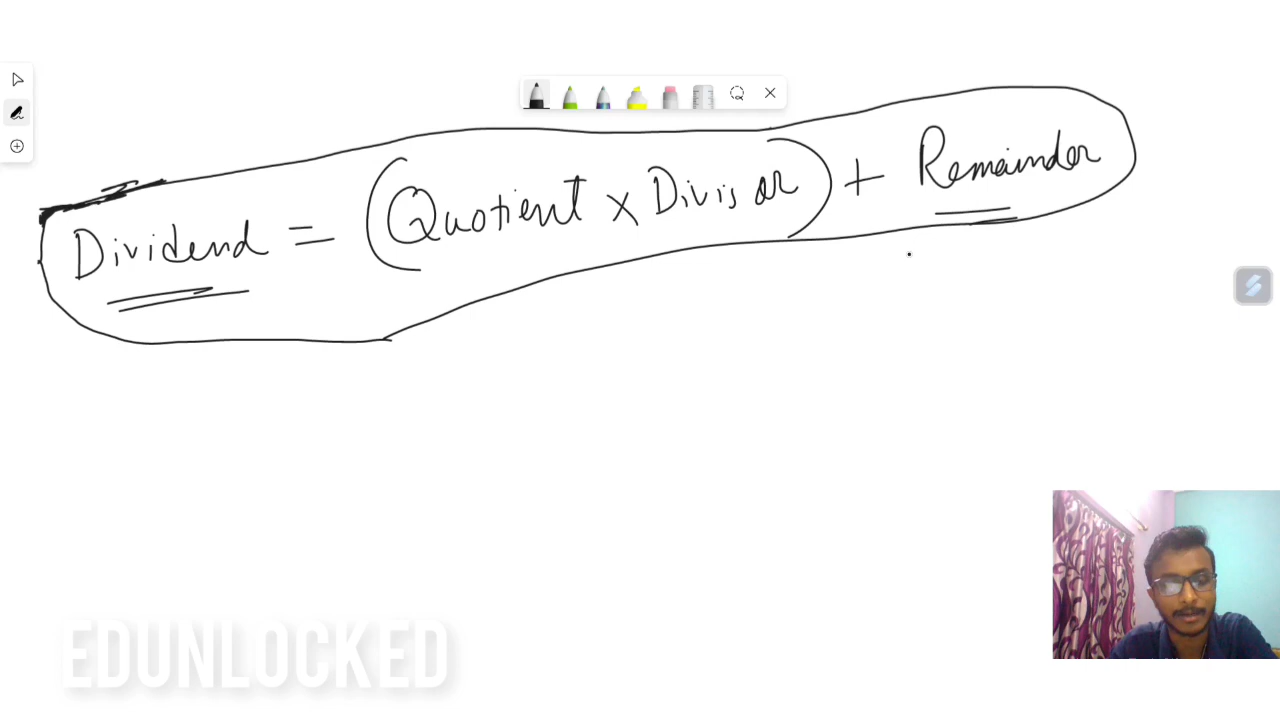 Dividend = (Quotient x Divisor) + Remainder
EDUNLOCKED